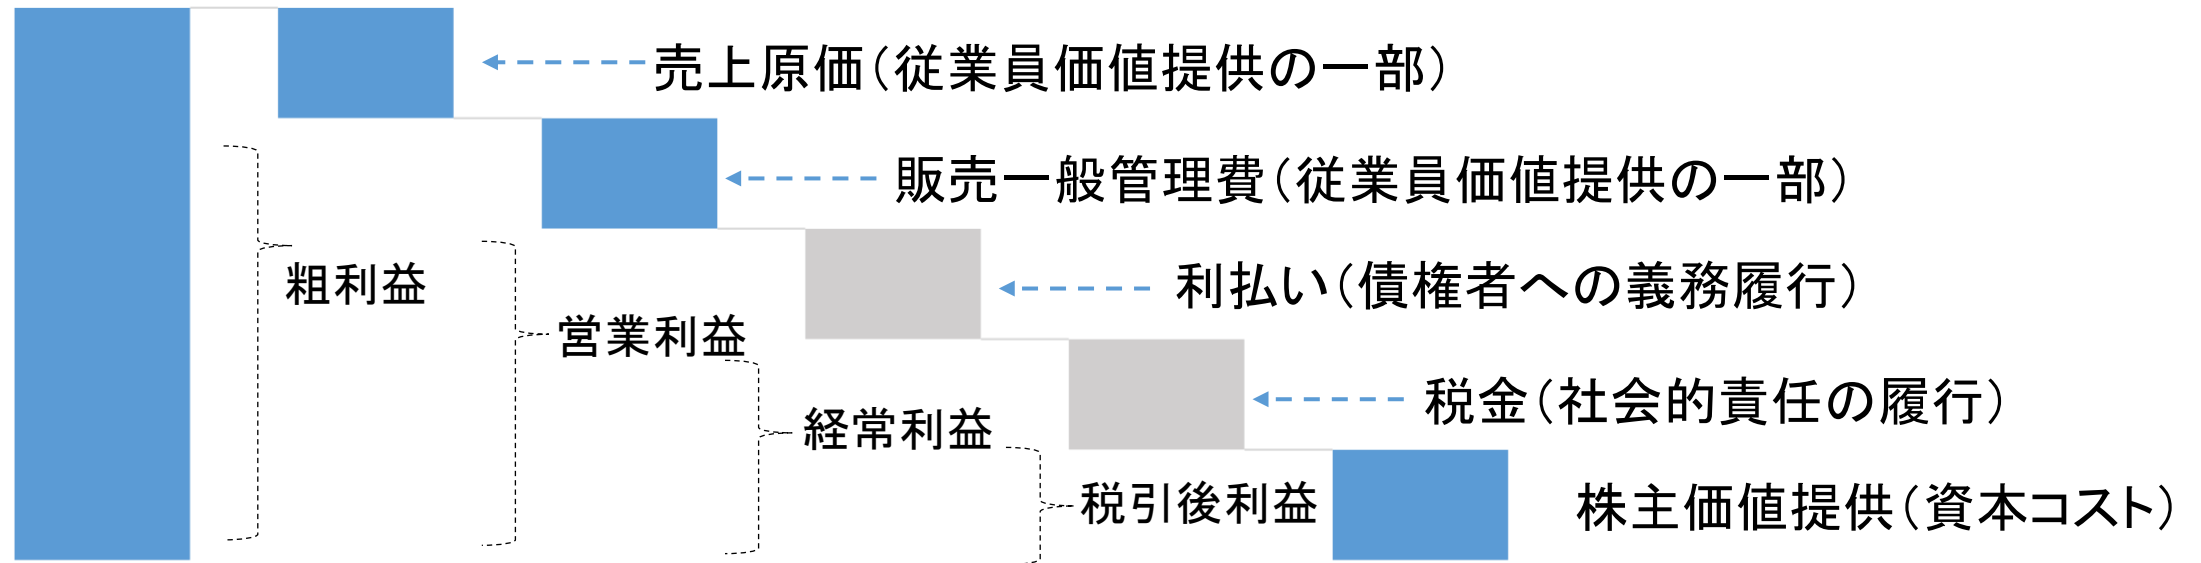 売上原価(従業員価値提供の一部)
販売一般管理費(従業員価値提供の一部)
粗利益
利払い(債権者への義務履行)
営業利益
税金(社会的責任の履行)
経常利益
税引後利益
株主価値提供(資本コスト)